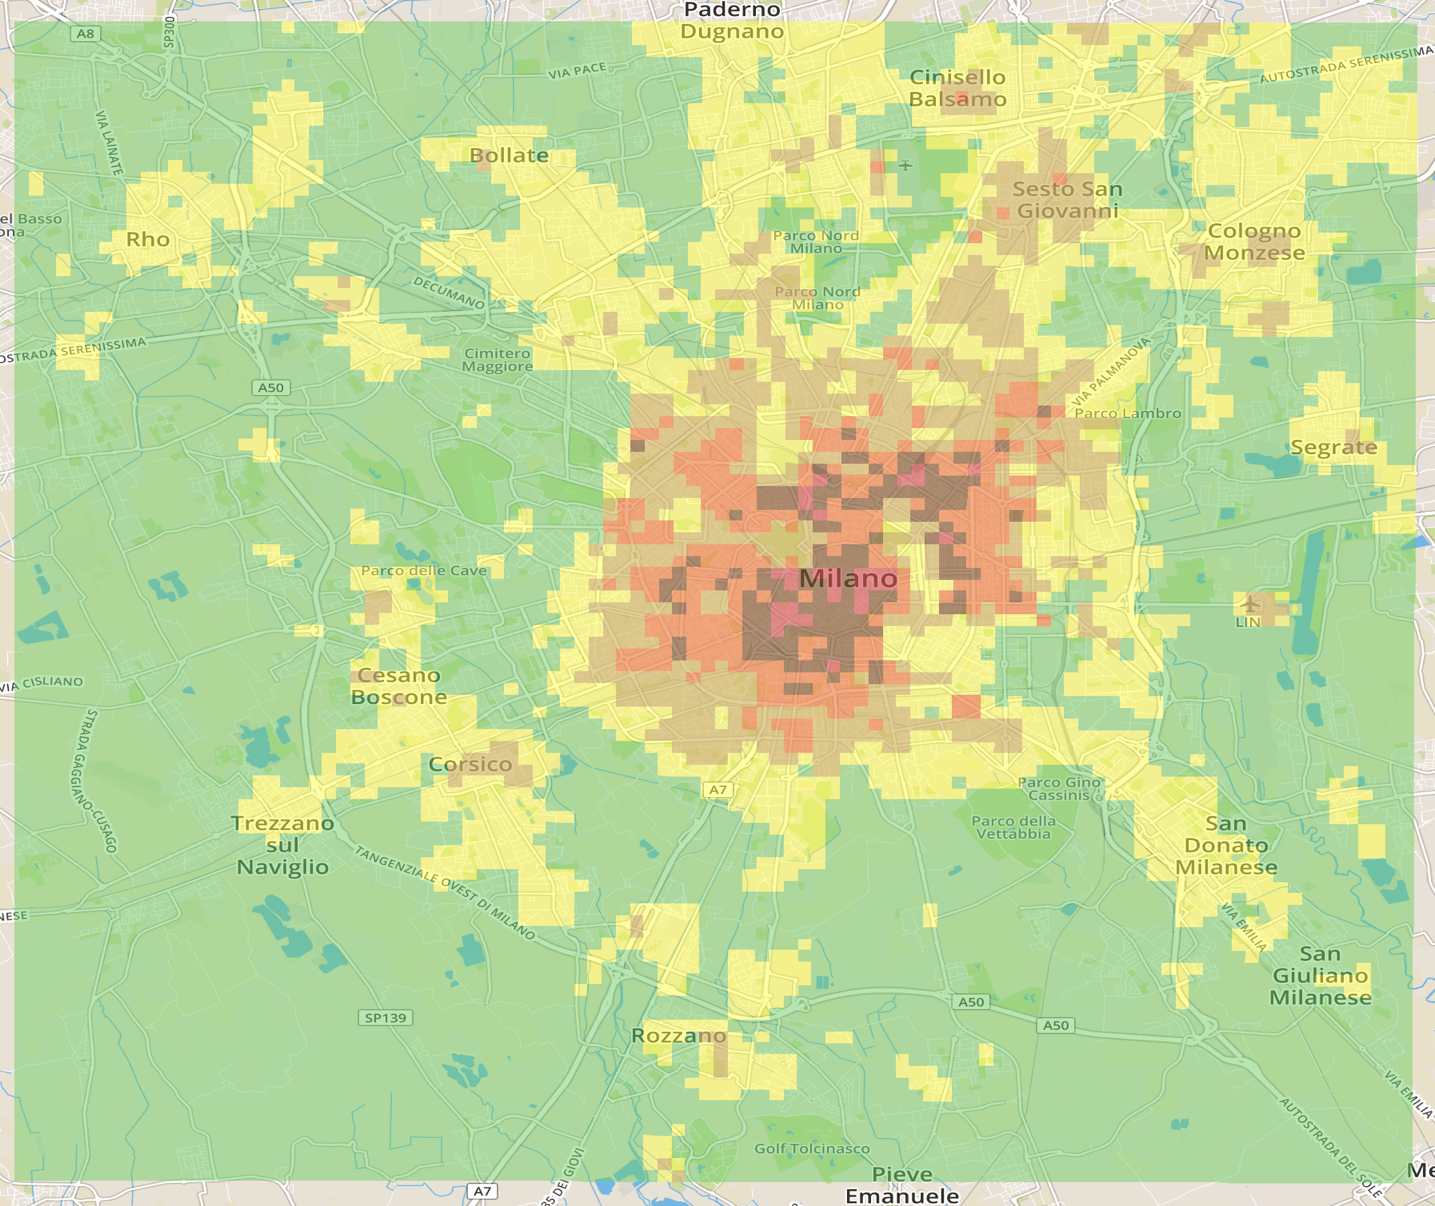 Paderno
Dugnano
A8
SP300
VIA PACE
Cinisello
Balsamo
AUTOSTRADA SERENISSIMA
VIA LAINATE
Bollate
Sesto San
Giovanni
el Basso
ona
Rho
Parco Nord
Milano
Cologno
Monzese
DECUMANO
Parco Nord
Milano
OSTRADA SERENISSIMA
Cimitero
Maggiore
VIA PALMANOVA
A50
Parco Lambro
Segrate
Parco delle Cave
Milano
LIN
VIA CISLIANO
Cesano
Boscone
STRADA GAGGIANO-CUSAGO
Corsico
A7
Parco Gino
Cassinis
Trezzano
sul
Naviglio
Parco della
Vettabbia
San
Donato
Milanese
TANGENZIALE OVEST DI MILANO
NESE
VIA EMILIA
San
Giuliano
Milanese
SP139
A50
A50
Rozzano
VIA EMILIA
AUTOSTRADA DEL SOLE
Golf Tolcinasco
35 DEI GIOVI
Pieve
Emanuele
Me
A7